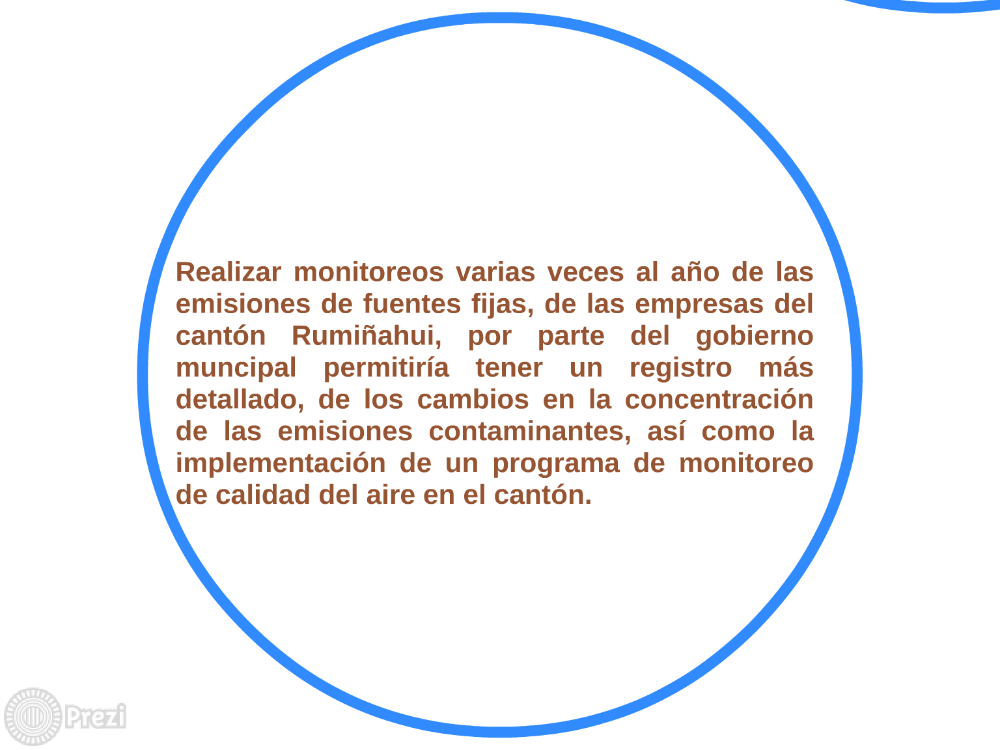 Realizar monitoreos varias veces al año de las
emisiones de fuentes fijas, de las empresas del
cantón Rumiñahui, por parte del gobierno
muncipal permitiría tener un registro más
detallado, de los cambios en la concentración
de las emisiones contaminantes, así como la
implementación de un programa de monitoreo
de calidad del aire en el cantón.
Prezi